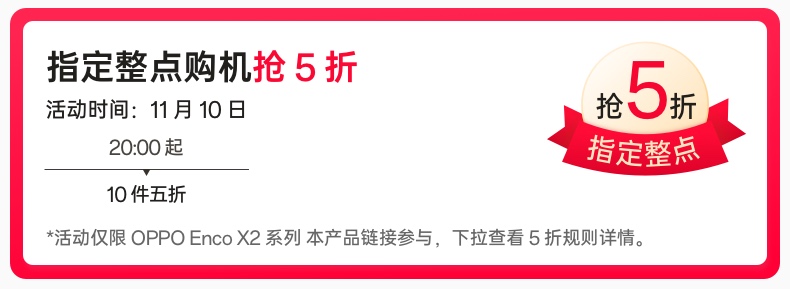 指定整点购机抢 5 折
活动时间：11 月 10 日
20:00 起
10 件五折
*活动仅限 OPPO Enco X2 系列 本产品链接参与，下拉查看 5 折规则详情。
抢5折
指定整点